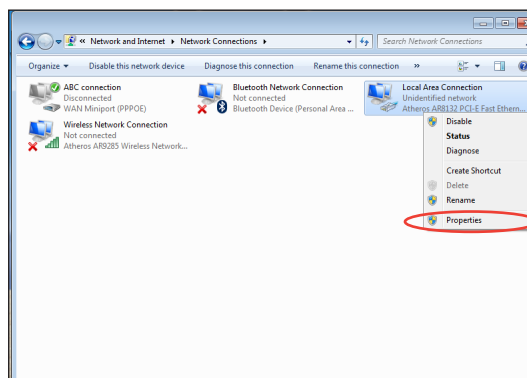 « Network and Internet ▸ Network Connections ▸
Search Network Connections
Organize ▾ Disable this network device Diagnose this connection Rename this connection »
ABC connection
Disconnected
WAN Miniport (PPPOE)
Bluetooth Network Connection
Not connected
Bluetooth Device (Personal Area ...
Local Area Connection
Unidentified network
Atheros AR8132 PCI-E Fast Ethern...
Wireless Network Connection
Not connected
Atheros AR9285 Wireless Network...
Disable
Status
Diagnose
Create Shortcut
Delete
Rename
Properties